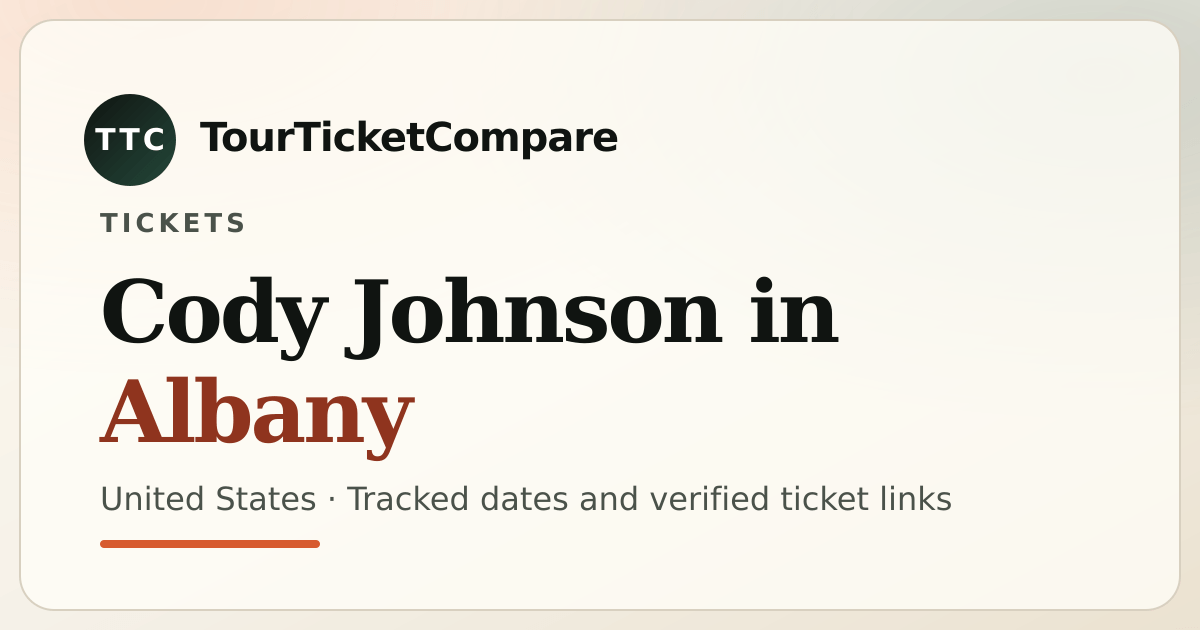 TTC TourTicketCompare
TICKETS
Cody Johnson in
Albany
United States · Tracked dates and verified ticket links